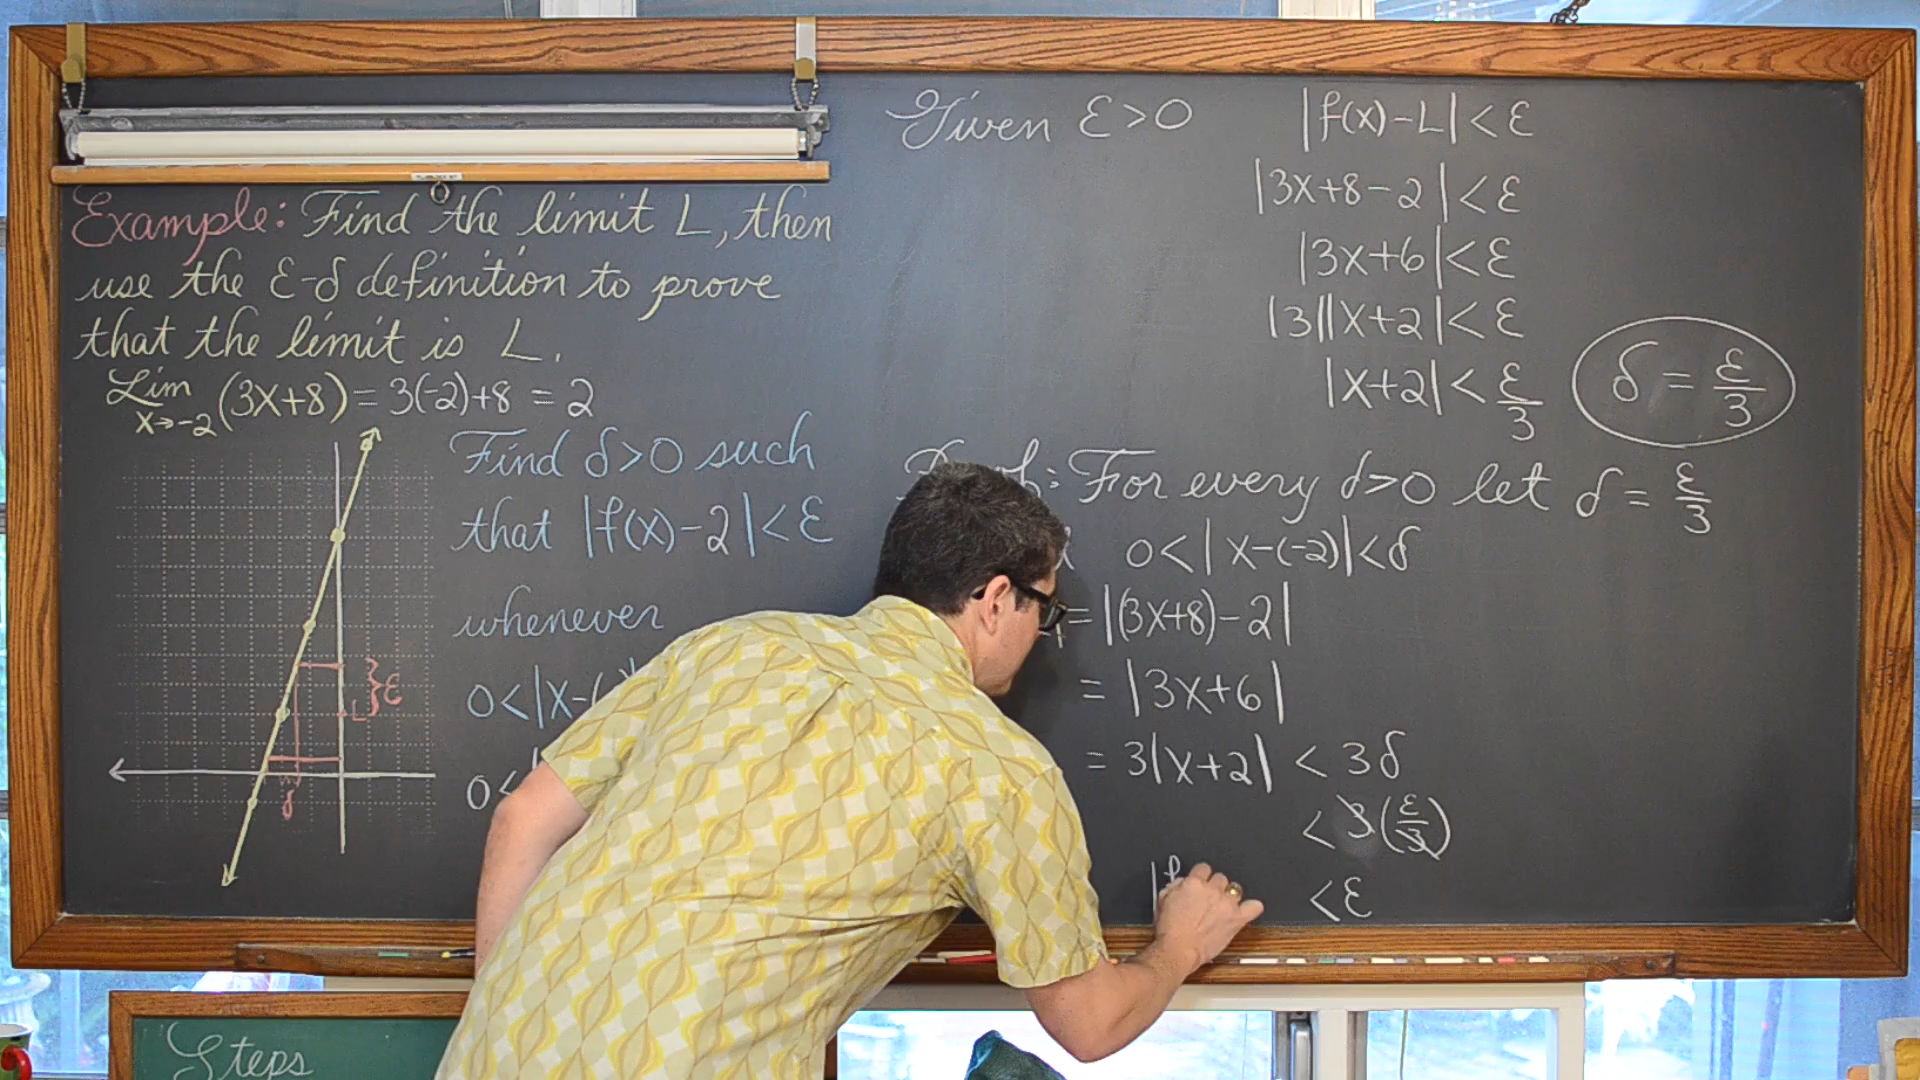 Example: Find the limit L, then
use the ε-δ definition to prove
that the limit is L.
Lim (3x+8) = 3(-2)+8 = 2
x→-2
Find δ>0 such
that |f(x)-2|<ε
whenever
0<|x-(
0<
ε
L
δ
Given ε>0
|f(x)-L|<ε
|3x+8-2|<ε
|3x+6|<ε
|3||x+2|<ε
|x+2|<ε/3
δ = ε/3
For every δ>0 let δ = ε/3
0<|x-(-2)|<δ
=|(3x+8)-2|
= |3x+6|
= 3|x+2| < 3δ
< 3(ε/3)
|f <ε
Steps